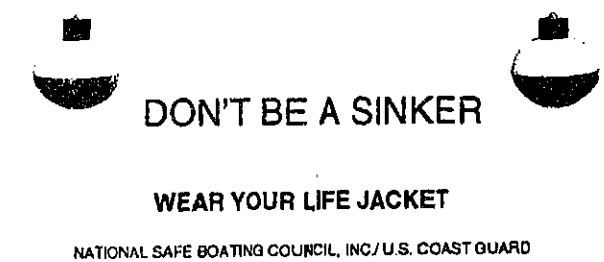 DON'T BE A SINKER
WEAR YOUR LIFE JACKET
NATIONAL SAFE BOATING COUNCIL, INC./ U.S. COAST GUARD